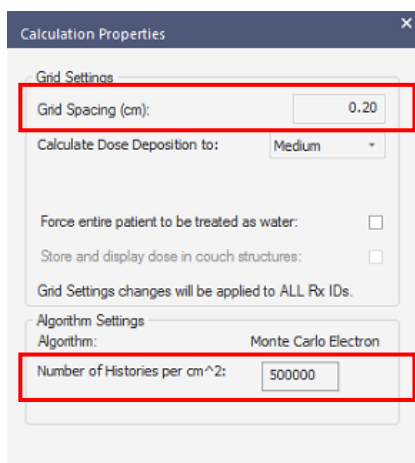 Calculation Properties ×
Grid Settings
Grid Spacing (cm): 0.20
Calculate Dose Deposition to: Medium
Force entire patient to be treated as water:
Store and display dose in couch structures:
Grid Settings changes will be applied to ALL Rx IDs.
Algorithm Settings
Algorithm: Monte Carlo Electron
Number of Histories per cm^2: 500000